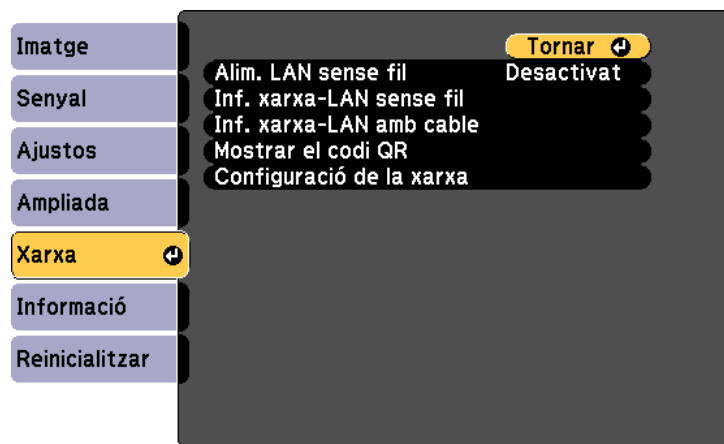 Imatge
Senyal
Ajustos
Ampliada
Xarxa
Informació
Reinicialitzar
Tornar
Alim. LAN sense fil Desactivat
Inf. xarxa-LAN sense fil
Inf. xarxa-LAN amb cable
Mostrar el codi QR
Configuració de la xarxa